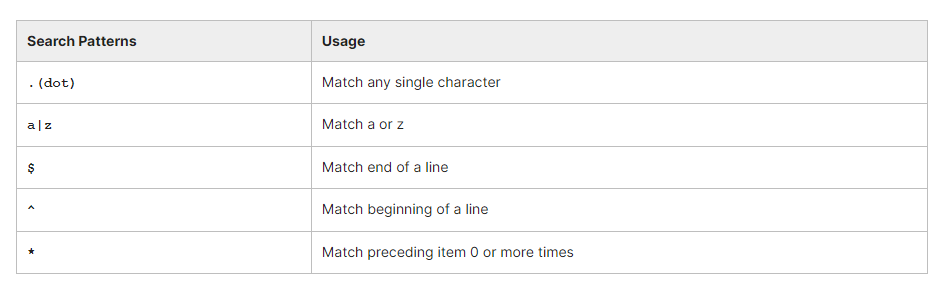 Search Patterns Usage
.(dot) Match any single character
a|z Match a or z
$ Match end of a line
^ Match beginning of a line
* Match preceding item 0 or more times